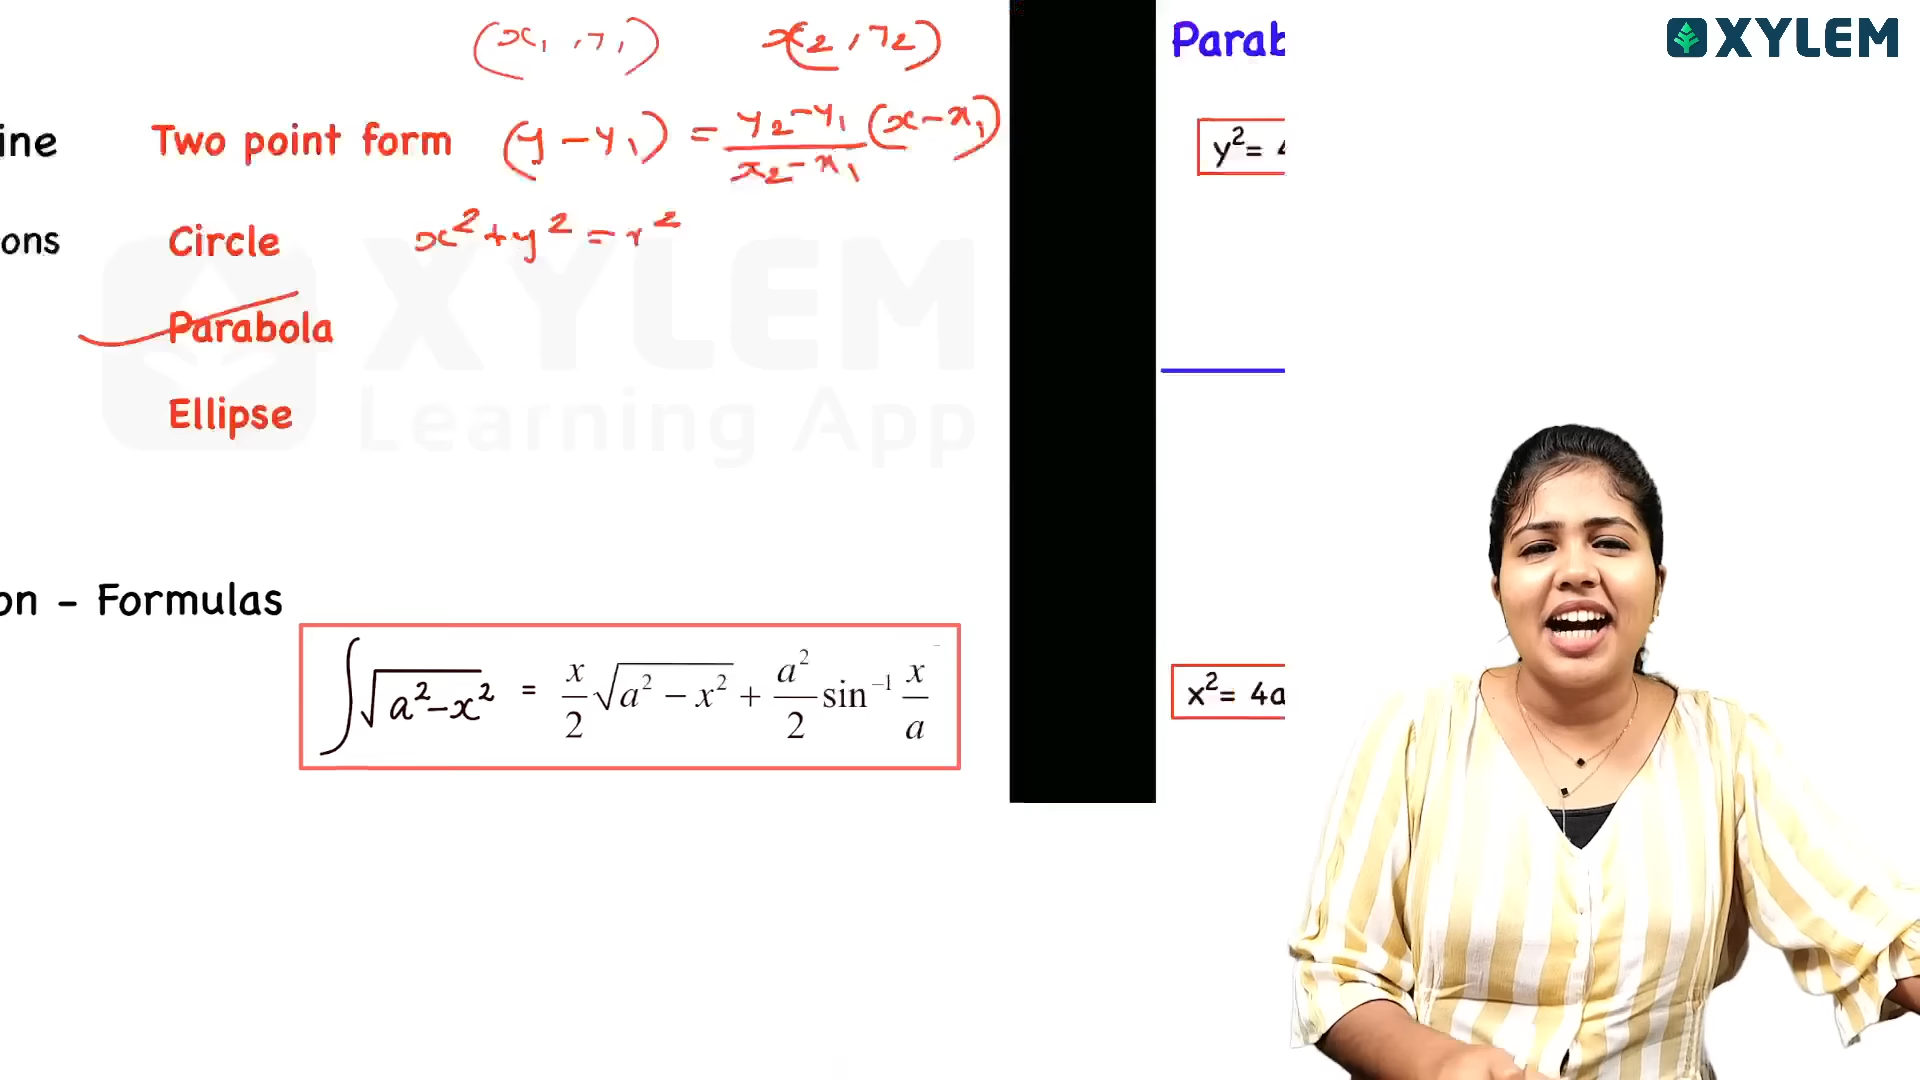 (x₁, y₁) (x₂, y₂)
ine Two point form (y - y₁) = y₂ - y₁ / x₂ - x₁ (x - x₁)
ons Circle x² + y² = r²
Parabola
Ellipse
on - Formulas
∫√a² - x² = x/2 √a² - x² + a²/2 sin⁻¹ x/a
Parab
y² = 4
x² = 4a
XYLEM
XYLEM
Learning App